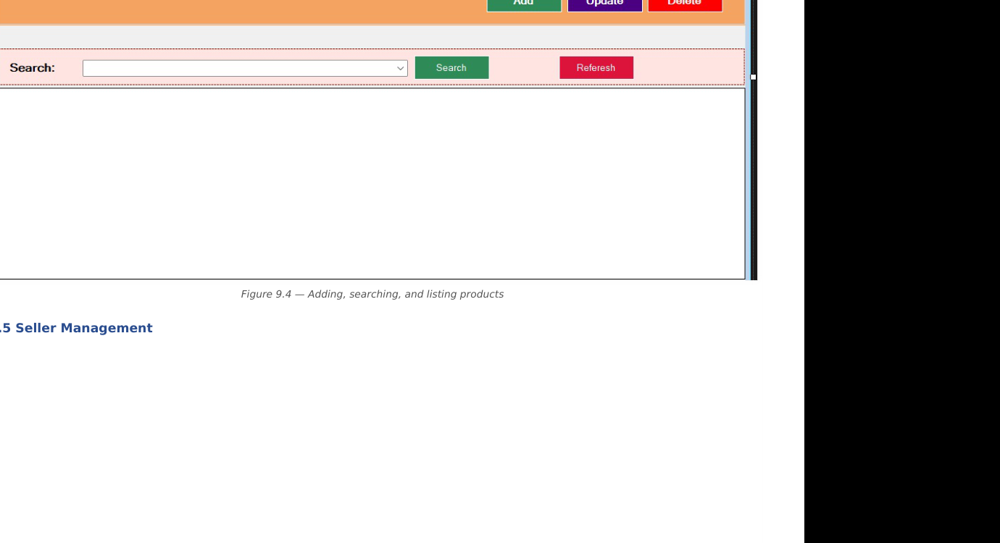 Add Update Delete
Search: Search Referesh
Figure 9.4 — Adding, searching, and listing products
.5 Seller Management